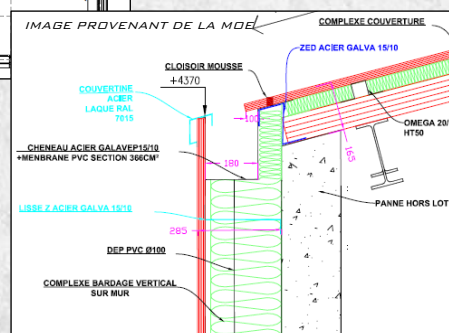 IMAGE PROVENANT DE LA MOE
COMPLEXE COUVERTURE
ZED ACIER GALVA 15/10
CLOISOIR MOUSSE
+4370
COUVERTINE
ACIER
LAQUE RAL
7015
100
180
165
OMEGA 20/
HT50
CHENEAU ACIER GALAVEP15/10
+MENBRANE PVC SECTION 366CM²
PANNE HORS LOT
LISSE Z ACIER GALVA 15/10
285
DEP PVC Ø100
COMPLEXE BARDAGE VERTICAL
SUR MUR